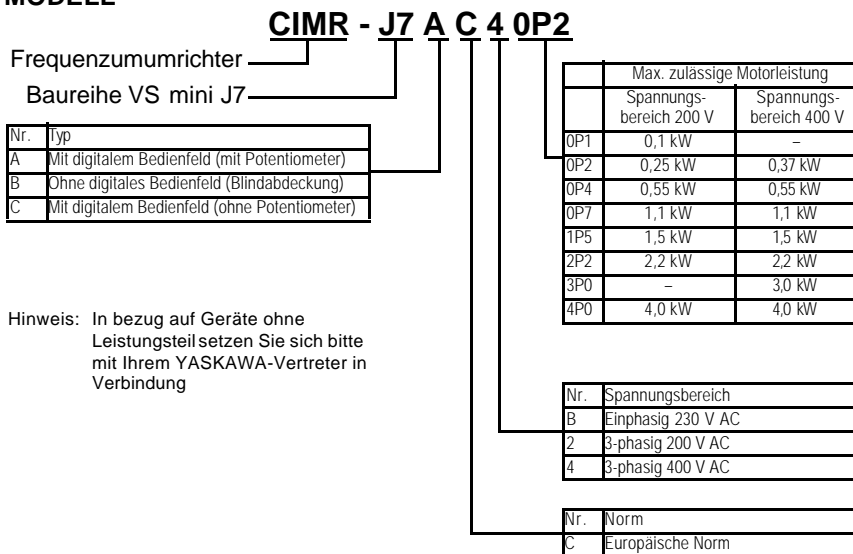 MODELL
CIMR - J7 A C 4 0P2
Frequenzumumrichter
Baureihe VS mini J7
Nr. Typ
A Mit digitalem Bedienfeld (mit Potentiometer)
B Ohne digitales Bedienfeld (Blindabdeckung)
C Mit digitalem Bedienfeld (ohne Potentiometer)
Hinweis: In bezug auf Geräte ohne
Leistungsteil setzen Sie sich bitte
mit Ihrem YASKAWA-Vertreter in
Verbindung
Max. zulässige Motorleistung
Spannungs-
bereich 200 V
Spannungs-
bereich 400 V
0P1 0,1 kW –
0P2 0,25 kW 0,37 kW
0P4 0,55 kW 0,55 kW
0P7 1,1 kW 1,1 kW
1P5 1,5 kW 1,5 kW
2P2 2,2 kW 2,2 kW
3P0 – 3,0 kW
4P0 4,0 kW 4,0 kW
Nr. Spannungsbereich
B Einphasig 230 V AC
2 3-phasig 200 V AC
4 3-phasig 400 V AC
Nr. Norm
C Europäische Norm